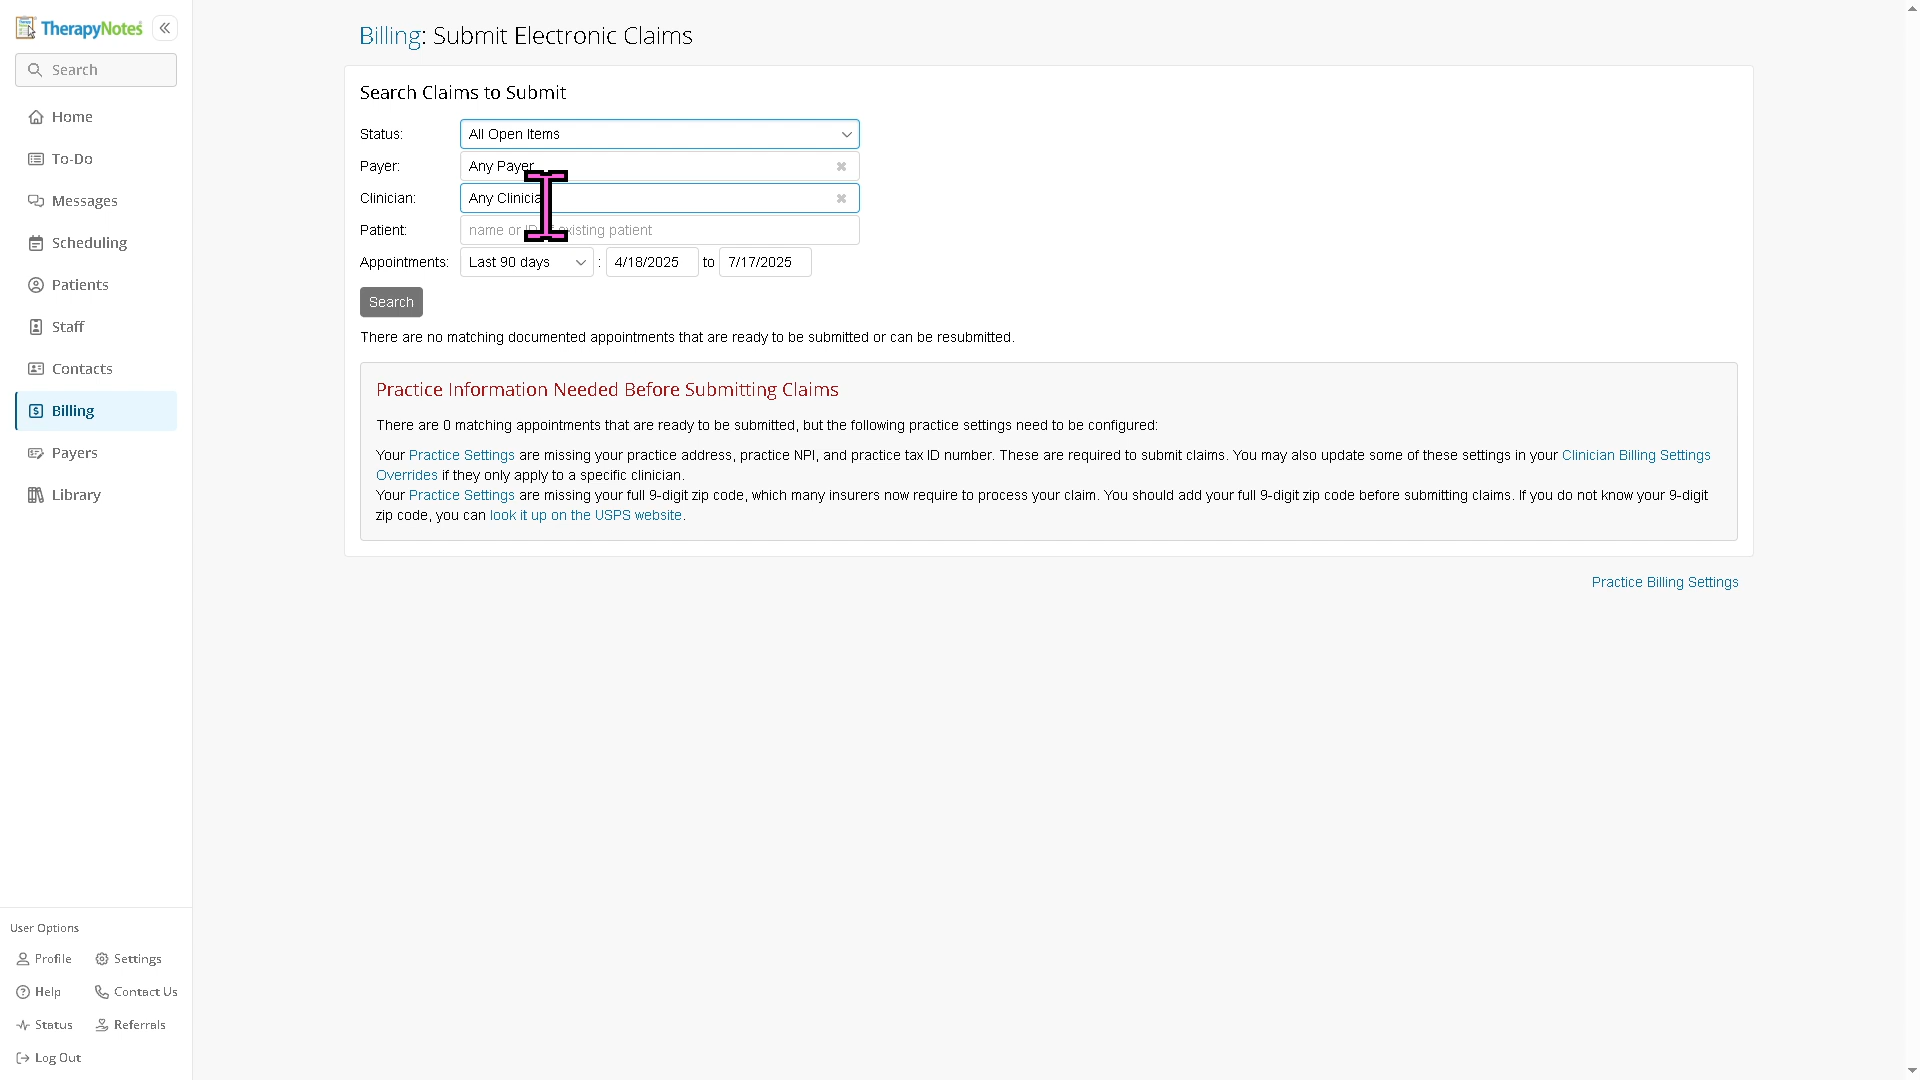 TherapyNotes
Search
Home
To-Do
Messages
Scheduling
Patients
Staff
Contacts
Billing
Payers
Library
User Options
Profile
Settings
Help
Contact Us
Status
Referrals
Log Out
Billing: Submit Electronic Claims
Search Claims to Submit
Status: All Open Items
Payer: Any Payer
Clinician: Any Clinicia
Patient: name or existing patient
Appointments: Last 90 days : 4/18/2025 to 7/17/2025
Search
There are no matching documented appointments that are ready to be submitted or can be resubmitted.
Practice Information Needed Before Submitting Claims
There are 0 matching appointments that are ready to be submitted, but the following practice settings need to be configured:
Your Practice Settings are missing your practice address, practice NPI, and practice tax ID number. These are required to submit claims. You may also update some of these settings in your Clinician Billing Settings
Overrides if they only apply to a specific clinician.
Your Practice Settings are missing your full 9-digit zip code, which many insurers now require to process your claim. You should add your full 9-digit zip code before submitting claims. If you do not know your 9-digit
zip code, you can look it up on the USPS website.
Practice Billing Settings